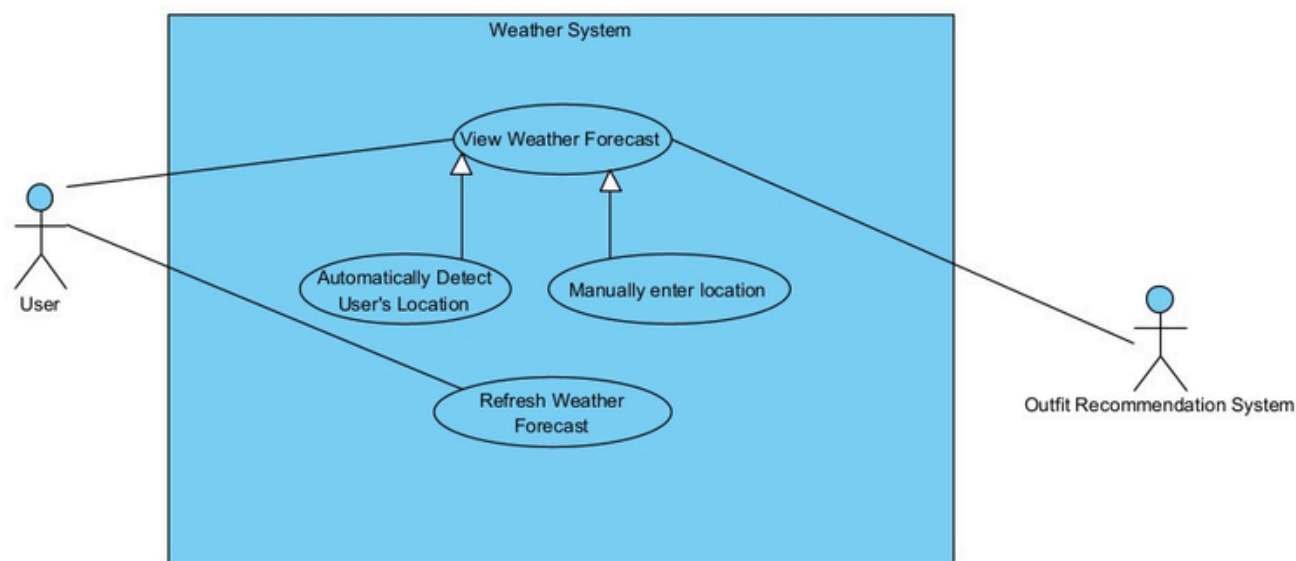 Weather System
View Weather Forecast
Automatically Detect
User's Location
Manually enter location
User
Refresh Weather
Forecast
Outfit Recommendation System